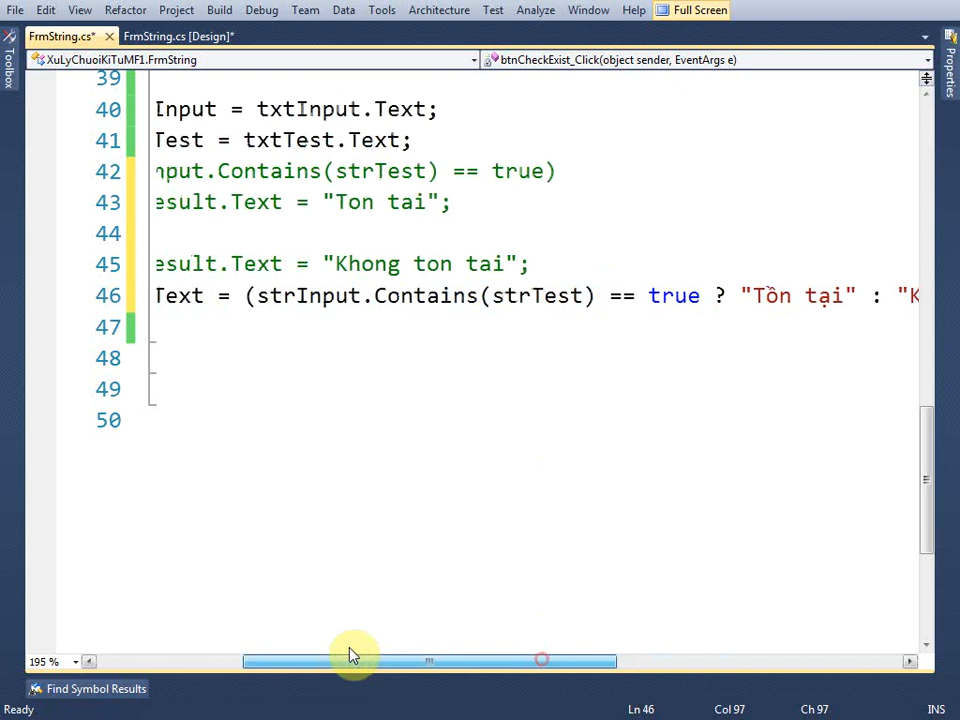 File Edit View Refactor Project Build Debug Team Data Tools Architecture Test Analyze Window Help Full Screen
FrmString.cs* FrmString.cs [Design]*
XuLyChuoiKiTuMF1.FrmString btnCheckExist_Click(object sender, EventArgs e)
Toolbox
Properties
39
40 Input = txtInput.Text;
41 Test = txtTest.Text;
42 nput.Contains(strTest) == true)
43 esult.Text = "Ton tai";
44
45 esult.Text = "Khong ton tai";
46 Text = (strInput.Contains(strTest) == true ? "Tồn tại" : "K
47
48
49
50
195 %
Find Symbol Results
Ready Ln 46 Col 97 Ch 97 INS